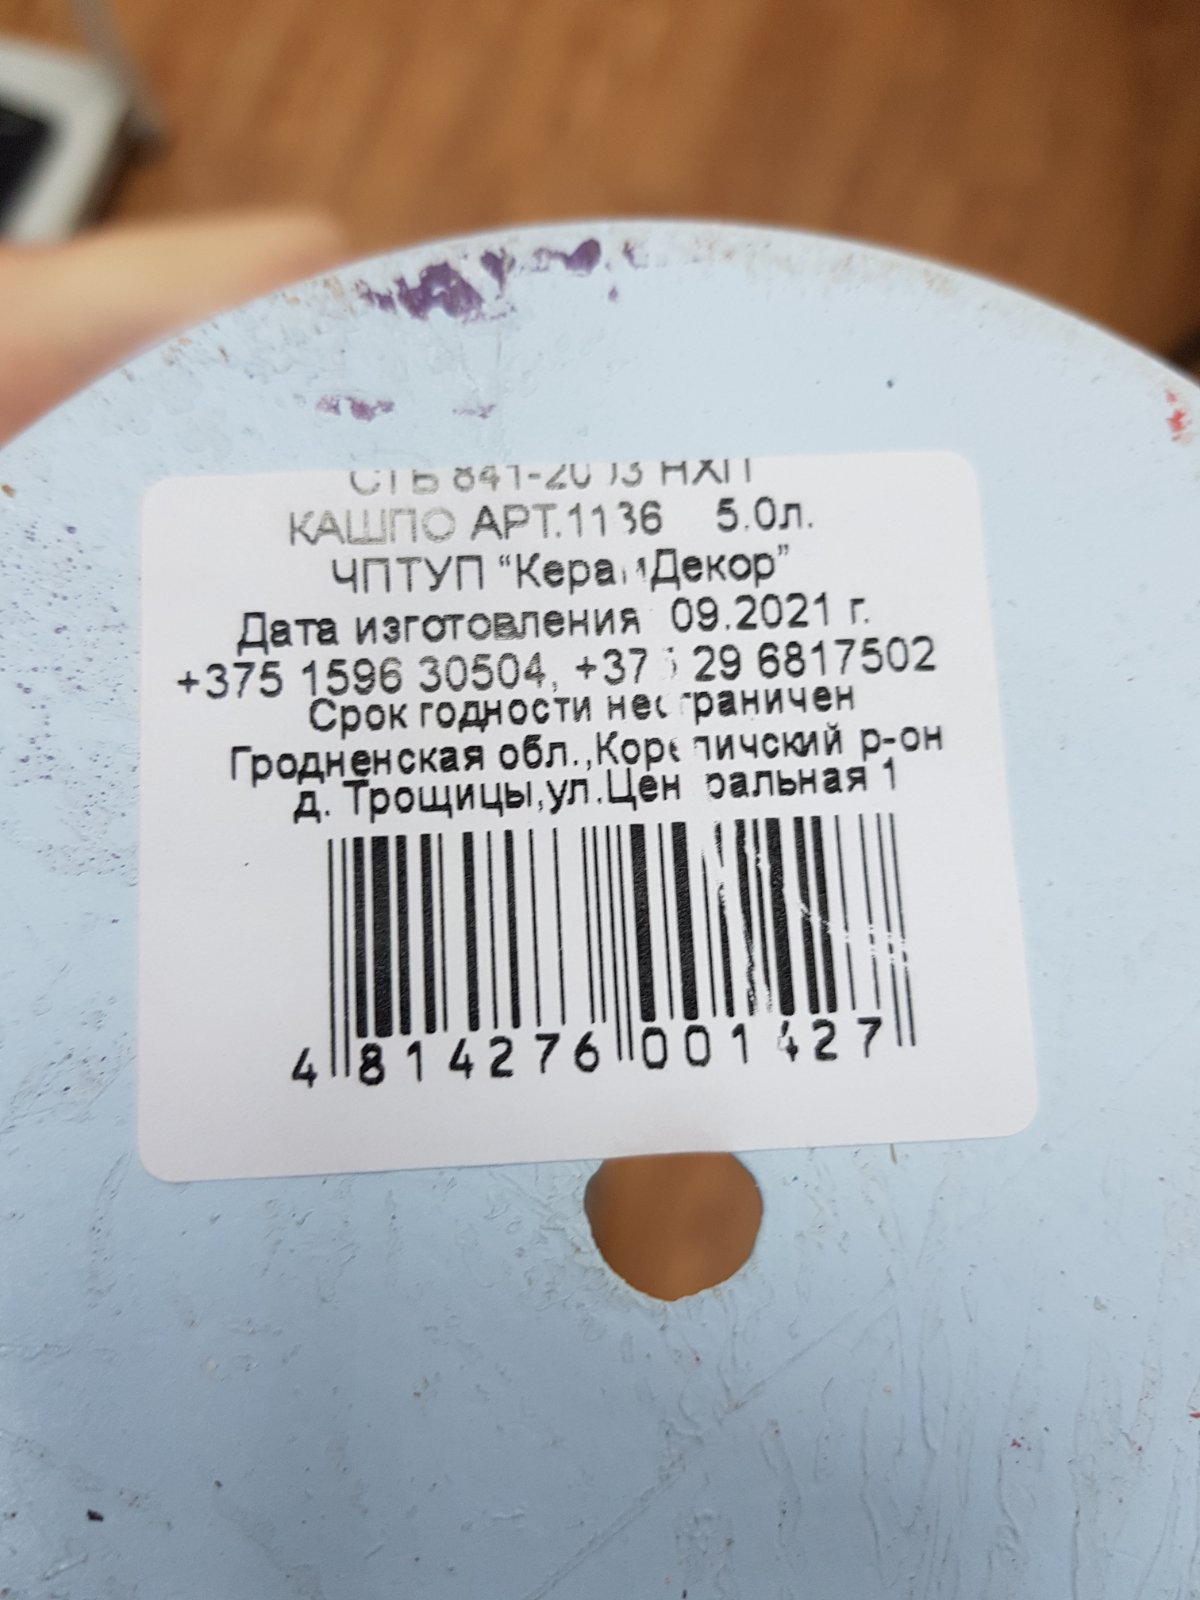 СТБ 841-2003 НХП
КАШПО АРТ.1136 5.0л.
ЧПТУП “КерамДекор”
Дата изготовления 09.2021 г.
+375 1596 30504, +375 29 6817502
Срок годности неограничен
Гродненская обл.,Кореличский р-он
д. Трощицы,ул.Центральная 1
4 814276 001427